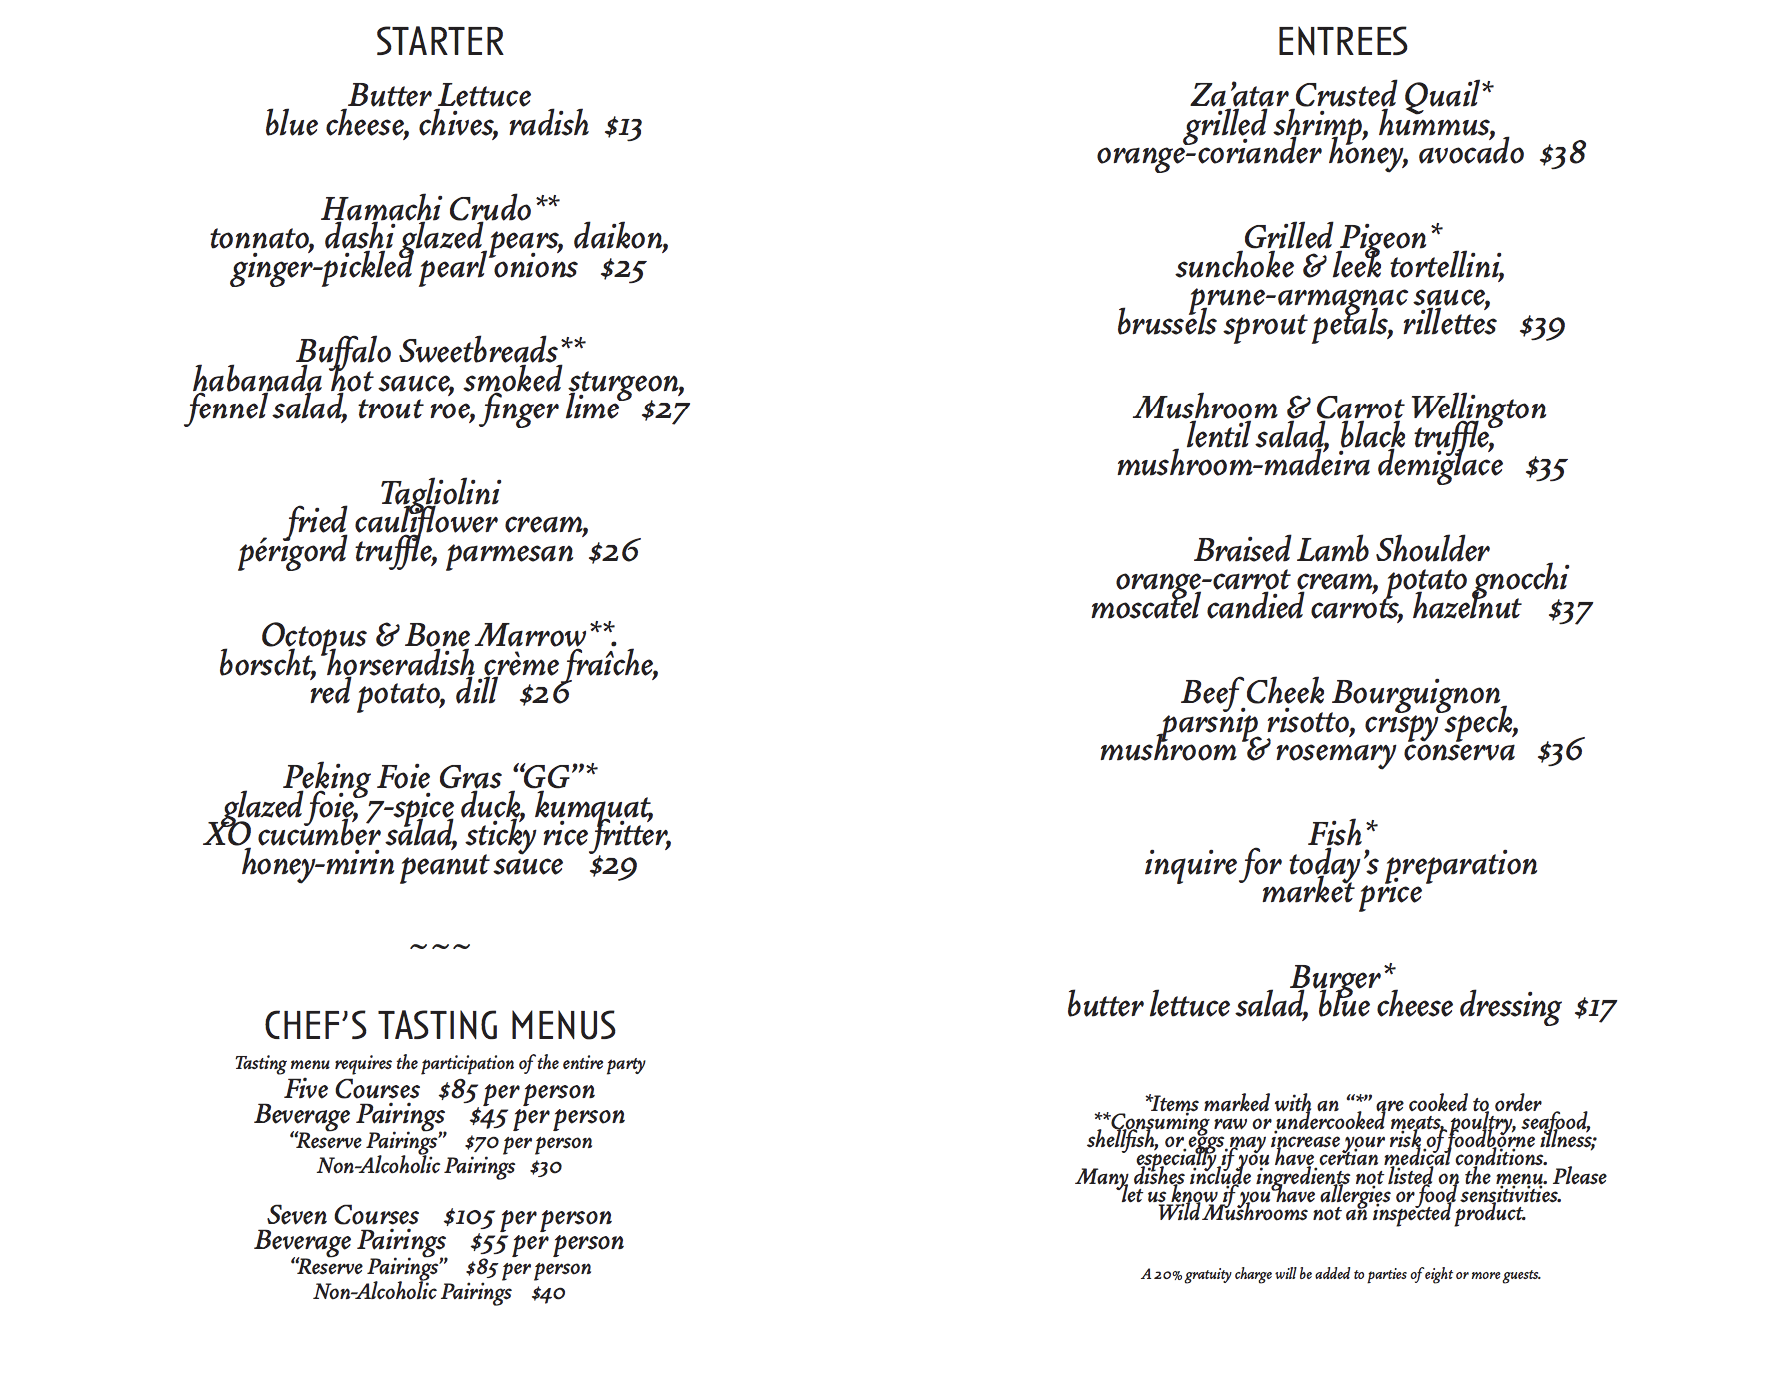 STARTER
Butter Lettuce
blue cheese, chives, radish $13
Hamachi Crudo**
tonnato, dashi glazed pears, daikon,
ginger-pickled pearl onions $25
Buffalo Sweetbreads**
habanada hot sauce, smoked sturgeon,
fennel salad, trout roe, finger lime $27
Tagliolini
fried cauliflower cream,
périgord truffle, parmesan $26
Octopus & Bone Marrow**.
borscht, horseradish crème fraîche,
red potato, dill $26
Peking Foie Gras “GG”*
glazed foie, 7-spice duck, kumquat,
XO cucumber salad, sticky rice fritter,
honey-mirin peanut sauce $29
~~~
CHEF’S TASTING MENUS
Tasting menu requires the participation of the entire party
Five Courses $85 per person
Beverage Pairings $45 per person
“Reserve Pairings” $70 per person
Non-Alcoholic Pairings $30
Seven Courses $105 per person
Beverage Pairings $55 per person
“Reserve Pairings” $85 per person
Non-Alcoholic Pairings $40
ENTREES
Za’atar Crusted Quail*
grilled shrimp, hummus,
orange-coriander honey, avocado $38
Grilled Pigeon*
sunchoke & leek tortellini,
prune-armagnac sauce,
brussels sprout petals, rillettes $39
Mushroom & Carrot Wellington
lentil salad, black truffle,
mushroom-madeira demiglace $35
Braised Lamb Shoulder
orange-carrot cream, potato gnocchi
moscatel candied carrots, hazelnut $37
Beef Cheek Bourguignon
parsnip risotto, crispy speck,
mushroom & rosemary conserva $36
Fish*
inquire for today’s preparation
market price
Burger*
butter lettuce salad, blue cheese dressing $17
*Items marked with an “*” are cooked to order
**Consuming raw or undercooked meats, poultry, seafood,
shellfish, or eggs may increase your risk of foodborne illness;
especially if you have certian medical conditions.
Many dishes include ingredients not listed on the menu. Please
let us know if you have allergies or food sensitivities.
Wild Mushrooms not an inspected product.
A 20% gratuity charge will be added to parties of eight or more guests.